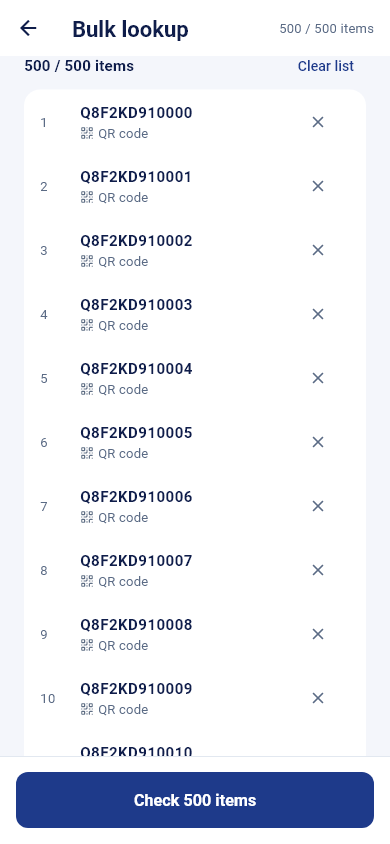 Bulk lookup
500 / 500 items
500 / 500 items
Clear list
1
Q8F2KD910000
QR code
2
Q8F2KD910001
QR code
3
Q8F2KD910002
QR code
4
Q8F2KD910003
QR code
5
Q8F2KD910004
QR code
6
Q8F2KD910005
QR code
7
Q8F2KD910006
QR code
8
Q8F2KD910007
QR code
9
Q8F2KD910008
QR code
10
Q8F2KD910009
QR code
Q8F2KD910010
Check 500 items